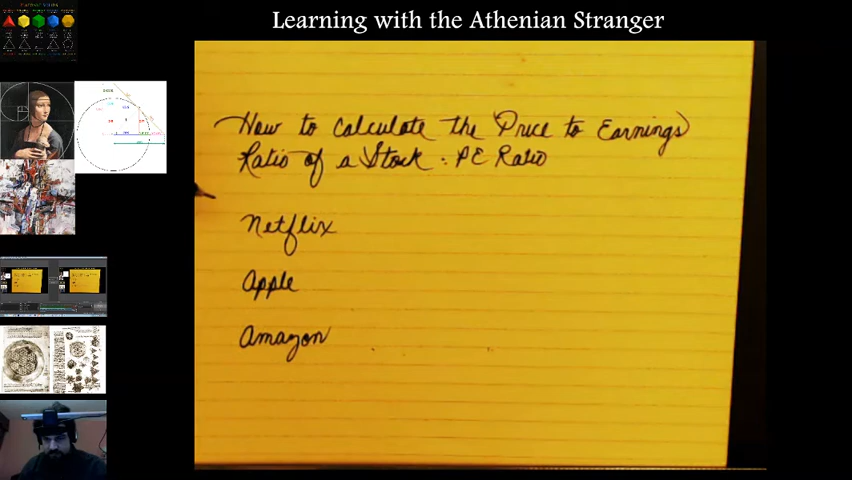 Learning with the Athenian Stranger
How to Calculate the Price to Earnings
Ratio of a Stock : PE Ratio
Netflix
Apple
Amazon